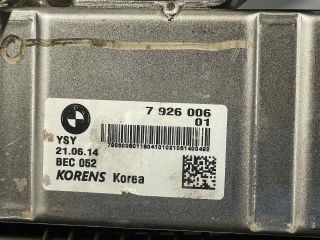 7 926 006
01
YSY
21.06.14
BEC 052
KORENS Korea